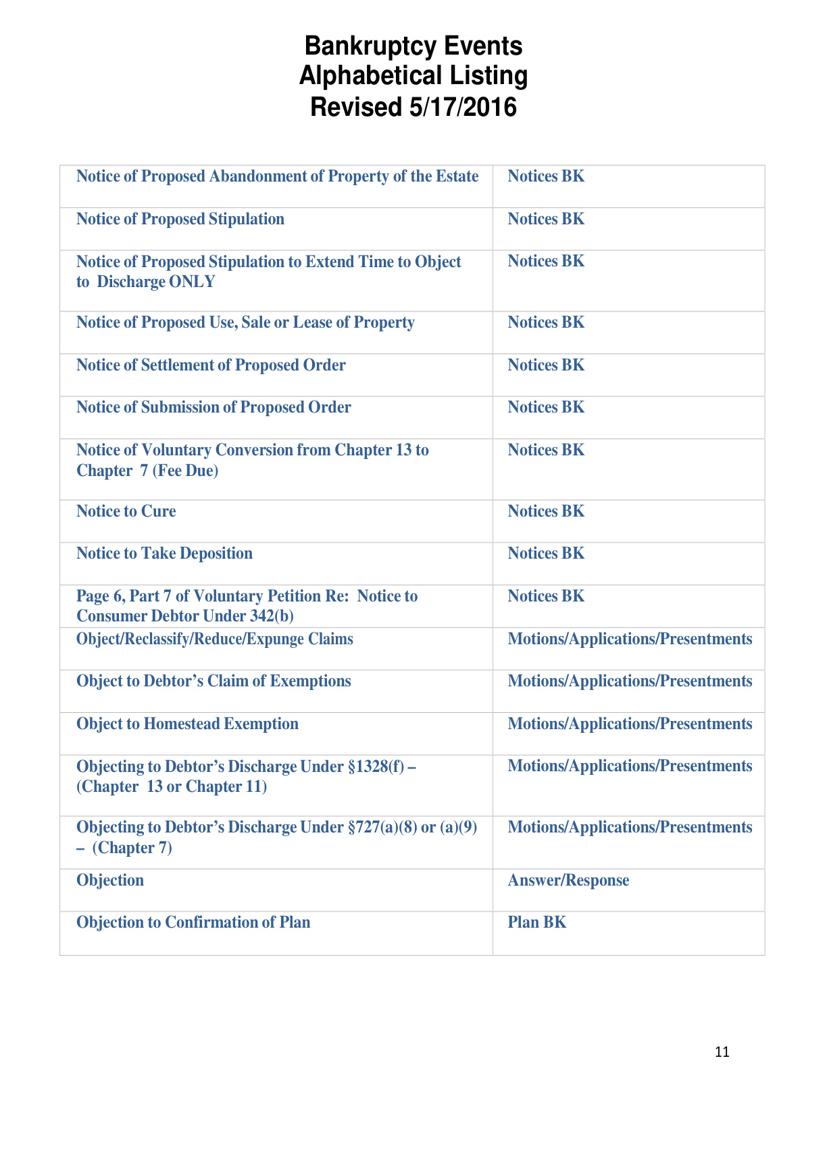 Bankruptcy Events
Alphabetical Listing
Revised 5/17/2016
Notice of Proposed Abandonment of Property of the Estate Notices BK
Notice of Proposed Stipulation Notices BK
Notice of Proposed Stipulation to Extend Time to Object Notices BK
to Discharge ONLY
Notice of Proposed Use, Sale or Lease of Property Notices BK
Notice of Settlement of Proposed Order Notices BK
Notice of Submission of Proposed Order Notices BK
Notice of Voluntary Conversion from Chapter 13 to Notices BK
Chapter 7 (Fee Due)
Notice to Cure Notices BK
Notice to Take Deposition Notices BK
Page 6, Part 7 of Voluntary Petition Re: Notice to Notices BK
Consumer Debtor Under 342(b)
Object/Reclassify/Reduce/Expunge Claims Motions/Applications/Presentments
Object to Debtor’s Claim of Exemptions Motions/Applications/Presentments
Object to Homestead Exemption Motions/Applications/Presentments
Objecting to Debtor’s Discharge Under §1328(f) – Motions/Applications/Presentments
(Chapter 13 or Chapter 11)
Objecting to Debtor’s Discharge Under §727(a)(8) or (a)(9) Motions/Applications/Presentments
– (Chapter 7)
Objection Answer/Response
Objection to Confirmation of Plan Plan BK
11